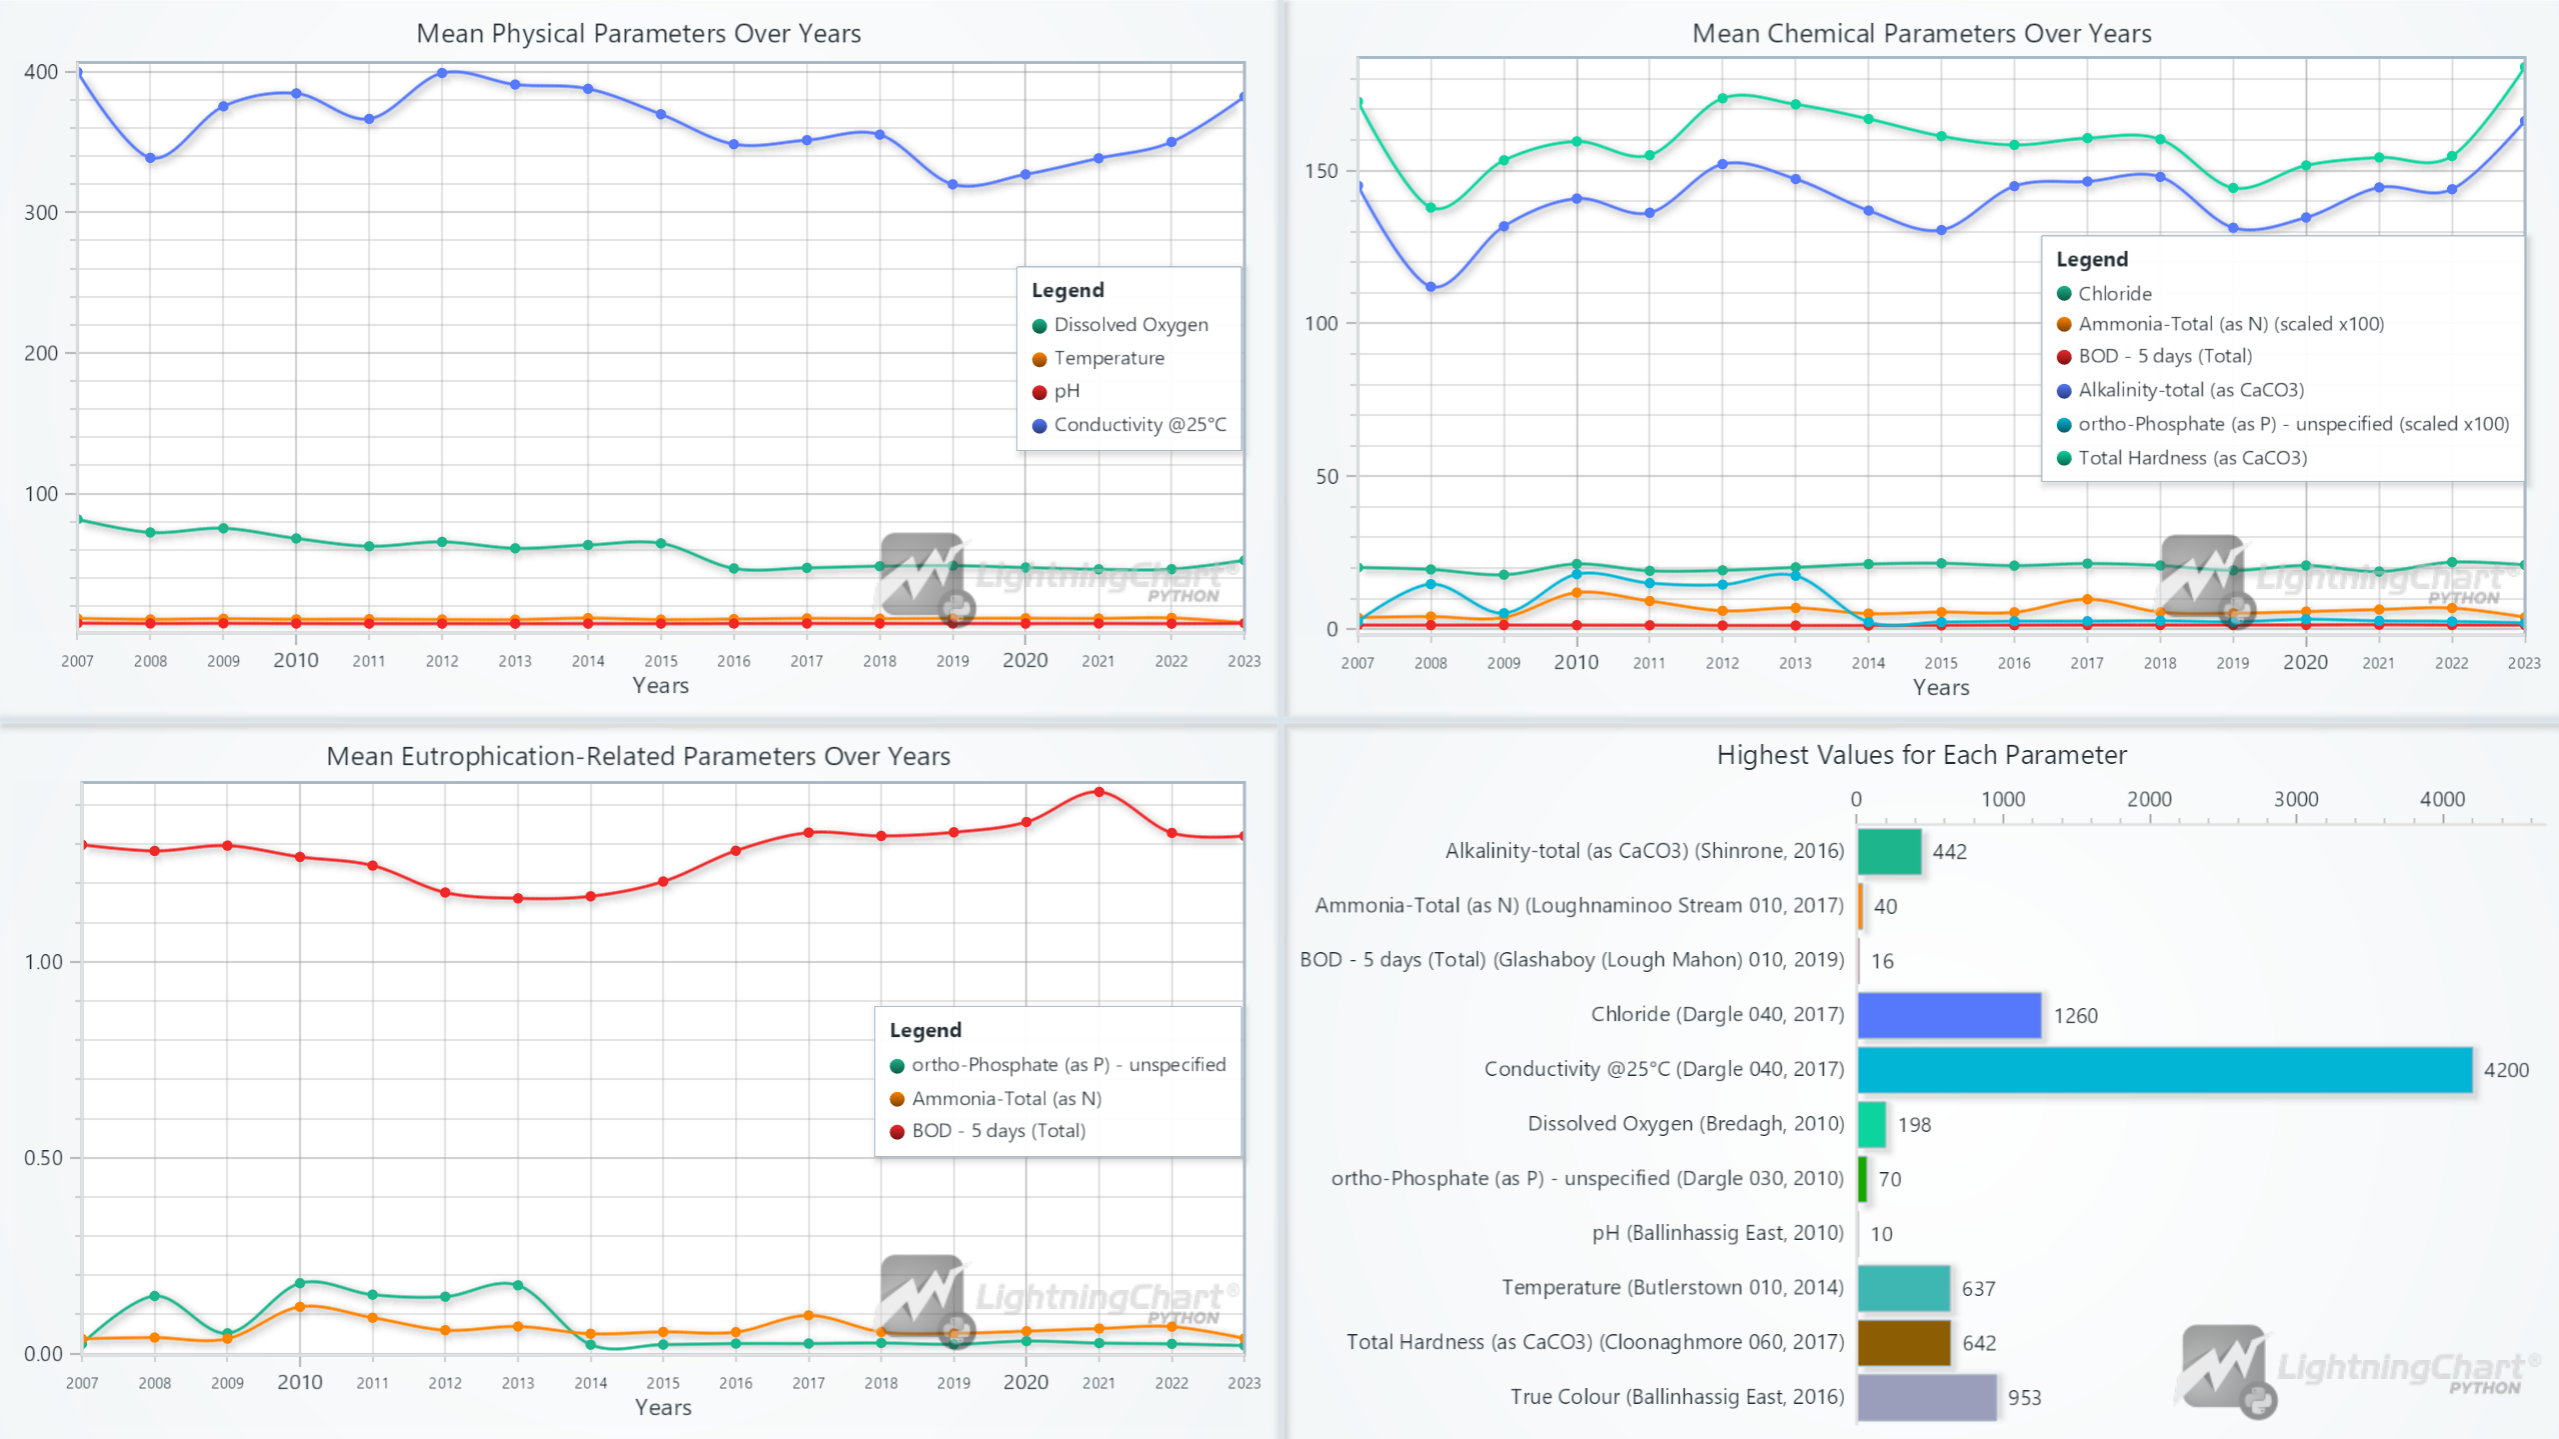 Mean Physical Parameters Over Years
400
300
200
100
Legend
Dissolved Oxygen
Temperature
pH
Conductivity @25°C
LightningChart®
PYTHON
2007 2008 2009 2010 2011 2012 2013 2014 2015 2016 2017 2018 2019 2020 2021 2022 2023
Years
Mean Chemical Parameters Over Years
150
100
50
0
Legend
Chloride
Ammonia-Total (as N) (scaled x100)
BOD - 5 days (Total)
Alkalinity-total (as CaCO3)
ortho-Phosphate (as P) - unspecified (scaled x100)
Total Hardness (as CaCO3)
LightningChart®
PYTHON
2007 2008 2009 2010 2011 2012 2013 2014 2015 2016 2017 2018 2019 2020 2021 2022 2023
Years
Mean Eutrophication-Related Parameters Over Years
1.00
0.50
0.00
Legend
ortho-Phosphate (as P) - unspecified
Ammonia-Total (as N)
BOD - 5 days (Total)
LightningChart®
PYTHON
2007 2008 2009 2010 2011 2012 2013 2014 2015 2016 2017 2018 2019 2020 2021 2022 2023
Years
Highest Values for Each Parameter
0 1000 2000 3000 4000
Alkalinity-total (as CaCO3) (Shinrone, 2016) 442
Ammonia-Total (as N) (Loughnaminoo Stream 010, 2017) 40
BOD - 5 days (Total) (Glashaboy (Lough Mahon) 010, 2019) 16
Chloride (Dargle 040, 2017) 1260
Conductivity @25°C (Dargle 040, 2017) 4200
Dissolved Oxygen (Bredagh, 2010) 198
ortho-Phosphate (as P) - unspecified (Dargle 030, 2010) 70
pH (Ballinhassig East, 2010) 10
Temperature (Butlerstown 010, 2014) 637
Total Hardness (as CaCO3) (Cloonaghmore 060, 2017) 642
True Colour (Ballinhassig East, 2016) 953
LightningChart®
PYTHON